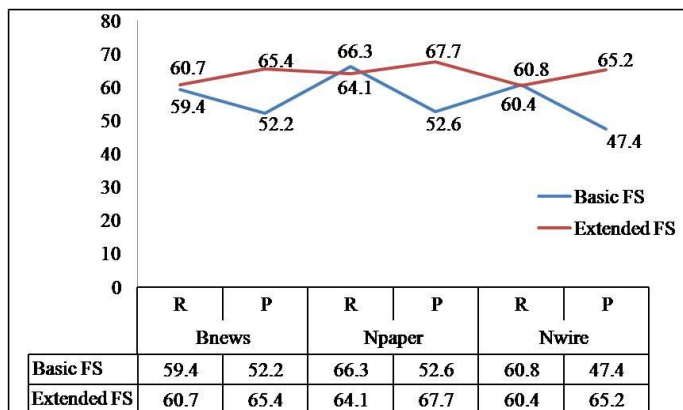 80
70
60
50
40
30
20
10
0
60.7 65.4 66.3 67.7 60.8 65.2
59.4 52.2 64.1 52.6 60.4 47.4
Basic FS
Extended FS
R P R P R P
Bnews Npaper Nwire
Basic FS 59.4 52.2 66.3 52.6 60.8 47.4
Extended FS 60.7 65.4 64.1 67.7 60.4 65.2